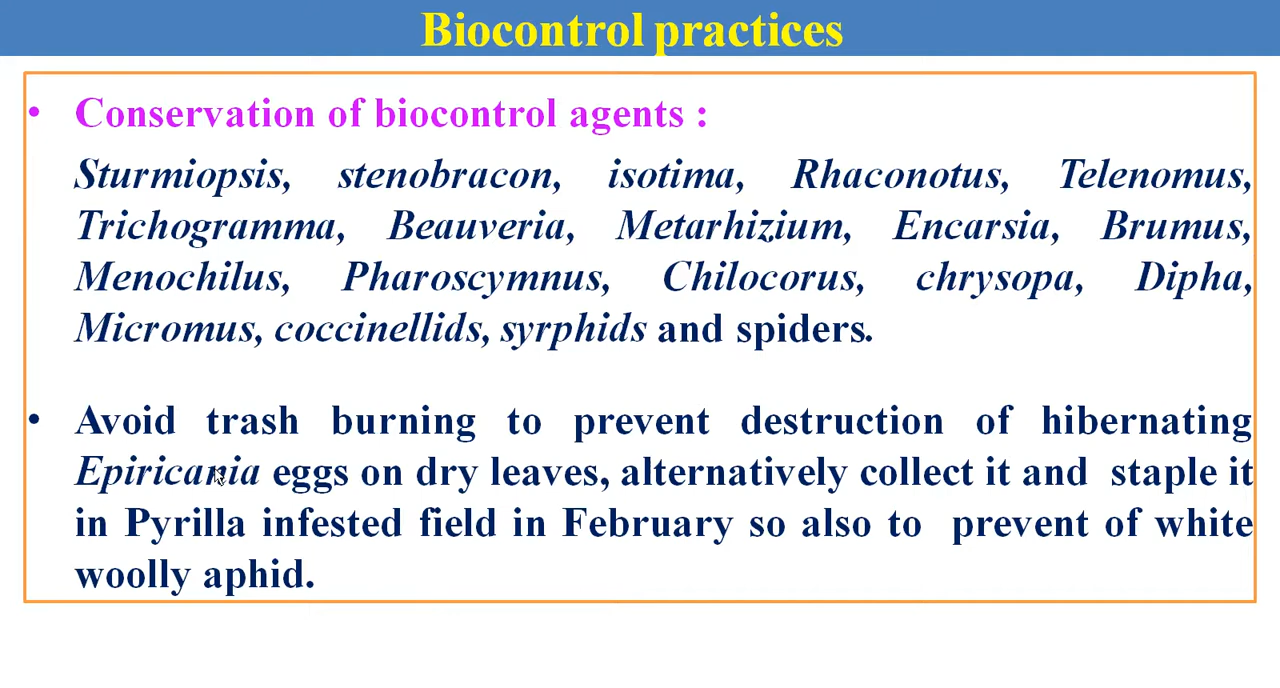 Biocontrol practices
• Conservation of biocontrol agents :
Sturmiopsis, stenobracon, isotima, Rhaconotus, Telenomus,
Trichogramma, Beauveria, Metarhizium, Encarsia, Brumus,
Menochilus, Pharoscymnus, Chilocorus, chrysopa, Dipha,
Micromus, coccinellids, syrphids and spiders.
• Avoid trash burning to prevent destruction of hibernating
Epiricania eggs on dry leaves, alternatively collect it and staple it
in Pyrilla infested field in February so also to prevent of white
woolly aphid.